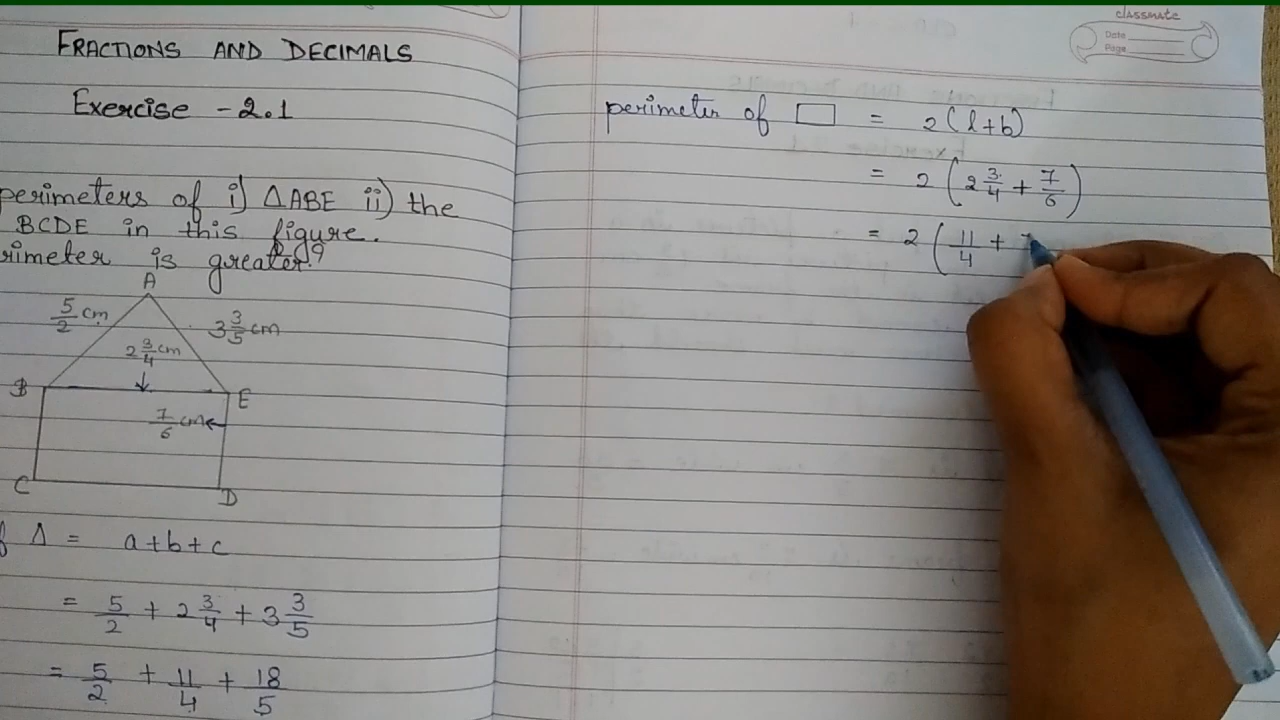 FRACTIONS AND DECIMALS
Exercise - 2.1
perimeters of i) △ABE ii) the
BCDE in this figure.
rimeter is greater?
A
5/2 cm
3 3/5 cm
2 3/4 cm
B
E
7/6 cm
C
D
f △ = a+b+c
= 5/2 + 2 3/4 + 3 3/5
= 5/2 + 11/4 + 18/5
classmate
Date
Page
perimeter of ▭ = 2(l+b)
= 2(2 3/4 + 7/6)
= 2(11/4 + 7